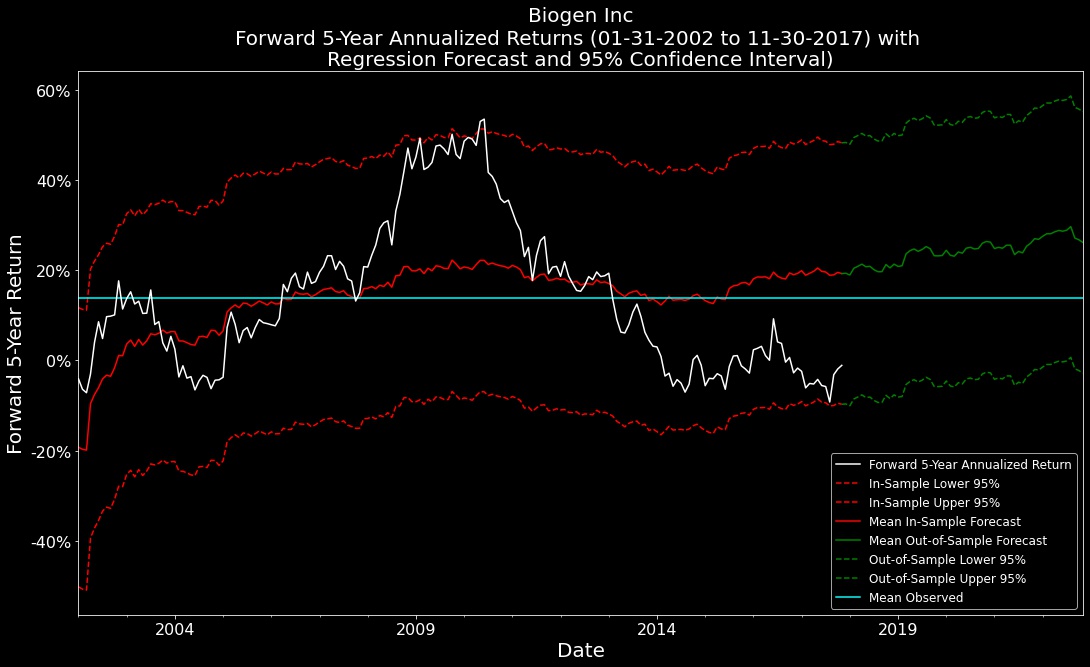 Biogen Inc
Forward 5-Year Annualized Returns (01-31-2002 to 11-30-2017) with
Regression Forecast and 95% Confidence Interval)
Forward 5-Year Return
60%
40%
20%
0%
-20%
-40%
2004
2009
2014
2019
Date
Forward 5-Year Annualized Return
In-Sample Lower 95%
In-Sample Upper 95%
Mean In-Sample Forecast
Mean Out-of-Sample Forecast
Out-of-Sample Lower 95%
Out-of-Sample Upper 95%
Mean Observed